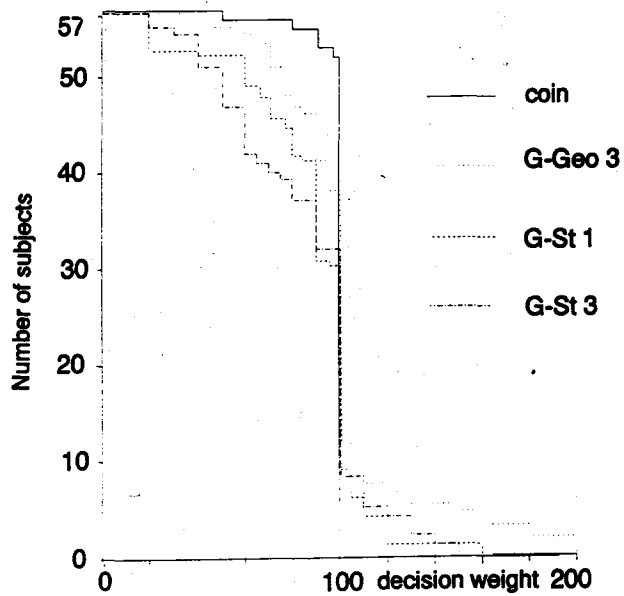 57
50
40
30
20
10
0
Number of subjects
coin
G-Geo 3
G-St 1
G-St 3
0 100 decision weight 200